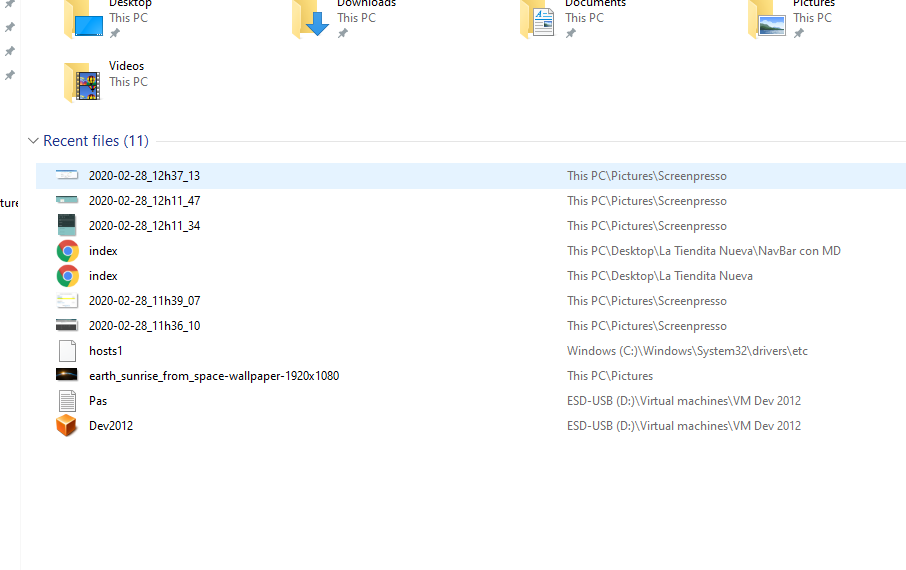 Desktop
This PC
Downloads
This PC
Documents
This PC
Pictures
This PC
Videos
This PC
Recent files (11)
2020-02-28_12h37_13 This PC\Pictures\Screenpresso
2020-02-28_12h11_47 This PC\Pictures\Screenpresso
2020-02-28_12h11_34 This PC\Pictures\Screenpresso
index This PC\Desktop\La Tiendita Nueva\NavBar con MD
index This PC\Desktop\La Tiendita Nueva
2020-02-28_11h39_07 This PC\Pictures\Screenpresso
2020-02-28_11h36_10 This PC\Pictures\Screenpresso
hosts1 Windows (C:)\Windows\System32\drivers\etc
earth_sunrise_from_space-wallpaper-1920x1080 This PC\Pictures
Pas ESD-USB (D:)\Virtual machines\VM Dev 2012
Dev2012 ESD-USB (D:)\Virtual machines\VM Dev 2012